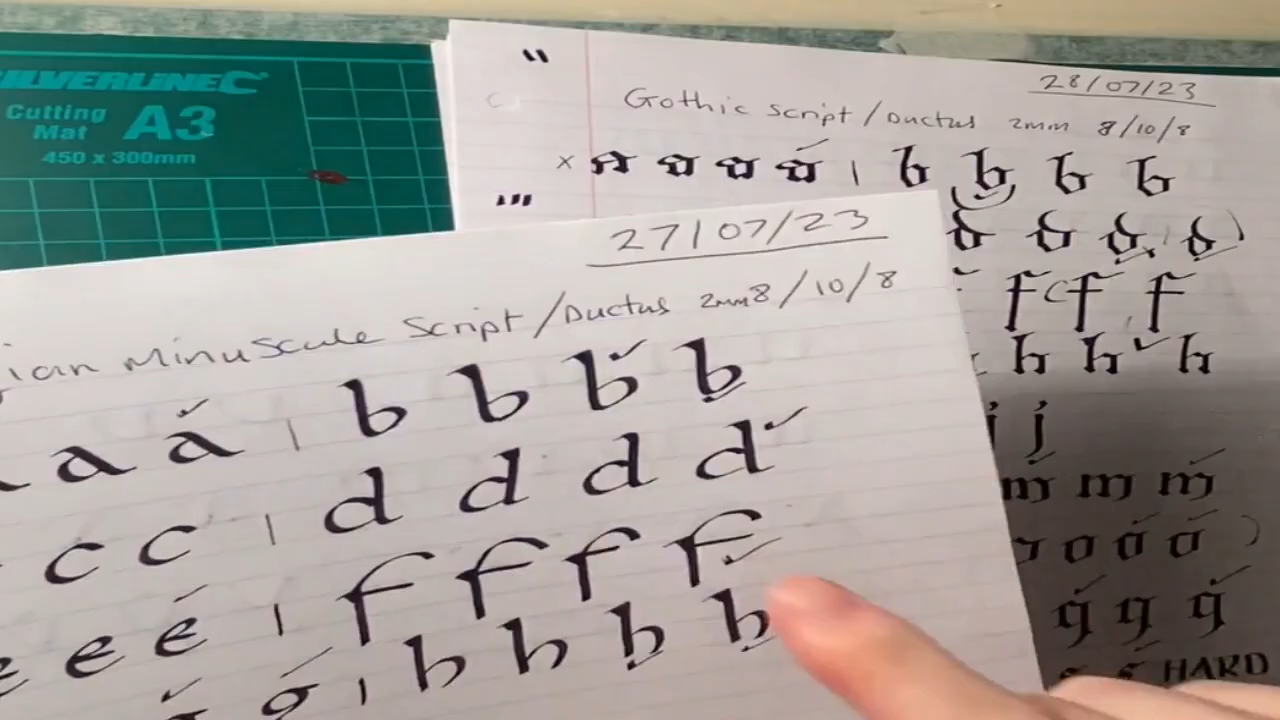 SILVERLINE
Cutting
Mat A3
450 x 300mm
28/07/23
Gothic Script / Ductus 2mm 8/10/8
x a a a a | b b b b
f f f
h h h
j j
m m m
o o o
q q q
HARD
27/07/23
Minuscule Script / Ductus 2mm 8/10/8
a a | b b b b
c c | d d d d
e e e | f f f f
g | h h h h